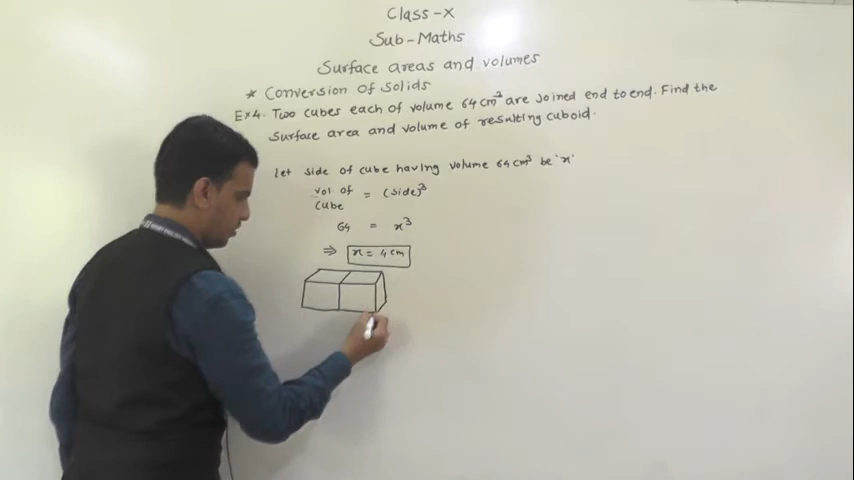 Class-X
Sub-Maths
Surface areas and volumes
* Conversion of Solids
Ex4. Two cubes each of volume 64 cm³ are joined end to end. Find the
surface area and volume of resulting cuboid.
Let side of cube having volume 64 cm³ be 'x'
vol. of = (side)³
cube
64 = x³
⇒ x = 4 cm